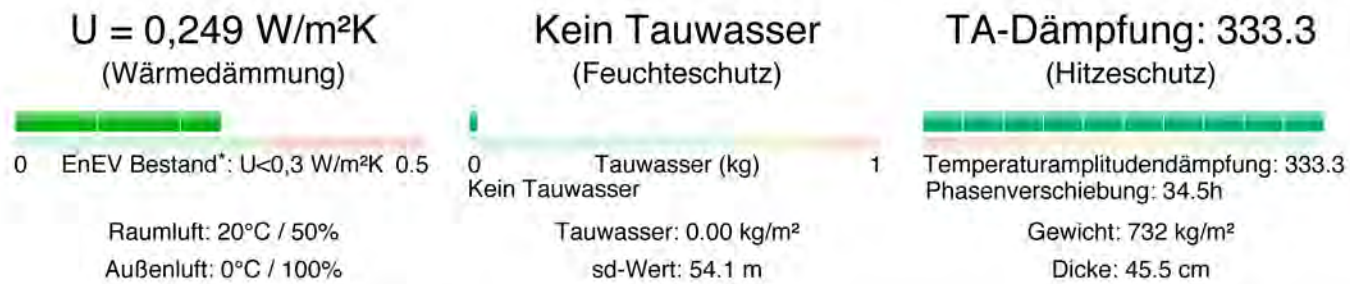 U = 0,249 W/m²K
(Wärmedämmung)
0 EnEV Bestand*: U<0,3 W/m²K 0.5
Raumluft: 20°C / 50%
Außenluft: 0°C / 100%
Kein Tauwasser
(Feuchteschutz)
0 Tauwasser (kg) 1
Kein Tauwasser
Tauwasser: 0.00 kg/m²
sd-Wert: 54.1 m
TA-Dämpfung: 333.3
(Hitzeschutz)
Temperaturamplitudendämpfung: 333.3
Phasenverschiebung: 34.5h
Gewicht: 732 kg/m²
Dicke: 45.5 cm